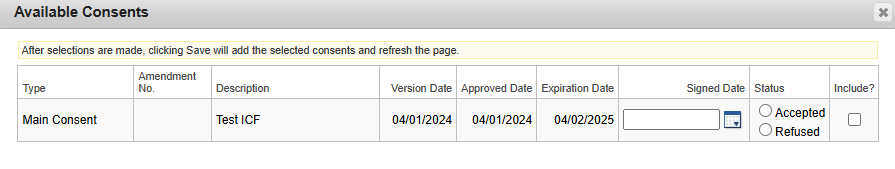 Available Consents
After selections are made, clicking Save will add the selected consents and refresh the page.
Type Amendment No. Description Version Date Approved Date Expiration Date Signed Date Status Include?
Main Consent Test ICF 04/01/2024 04/01/2024 04/02/2025 Accepted
Refused